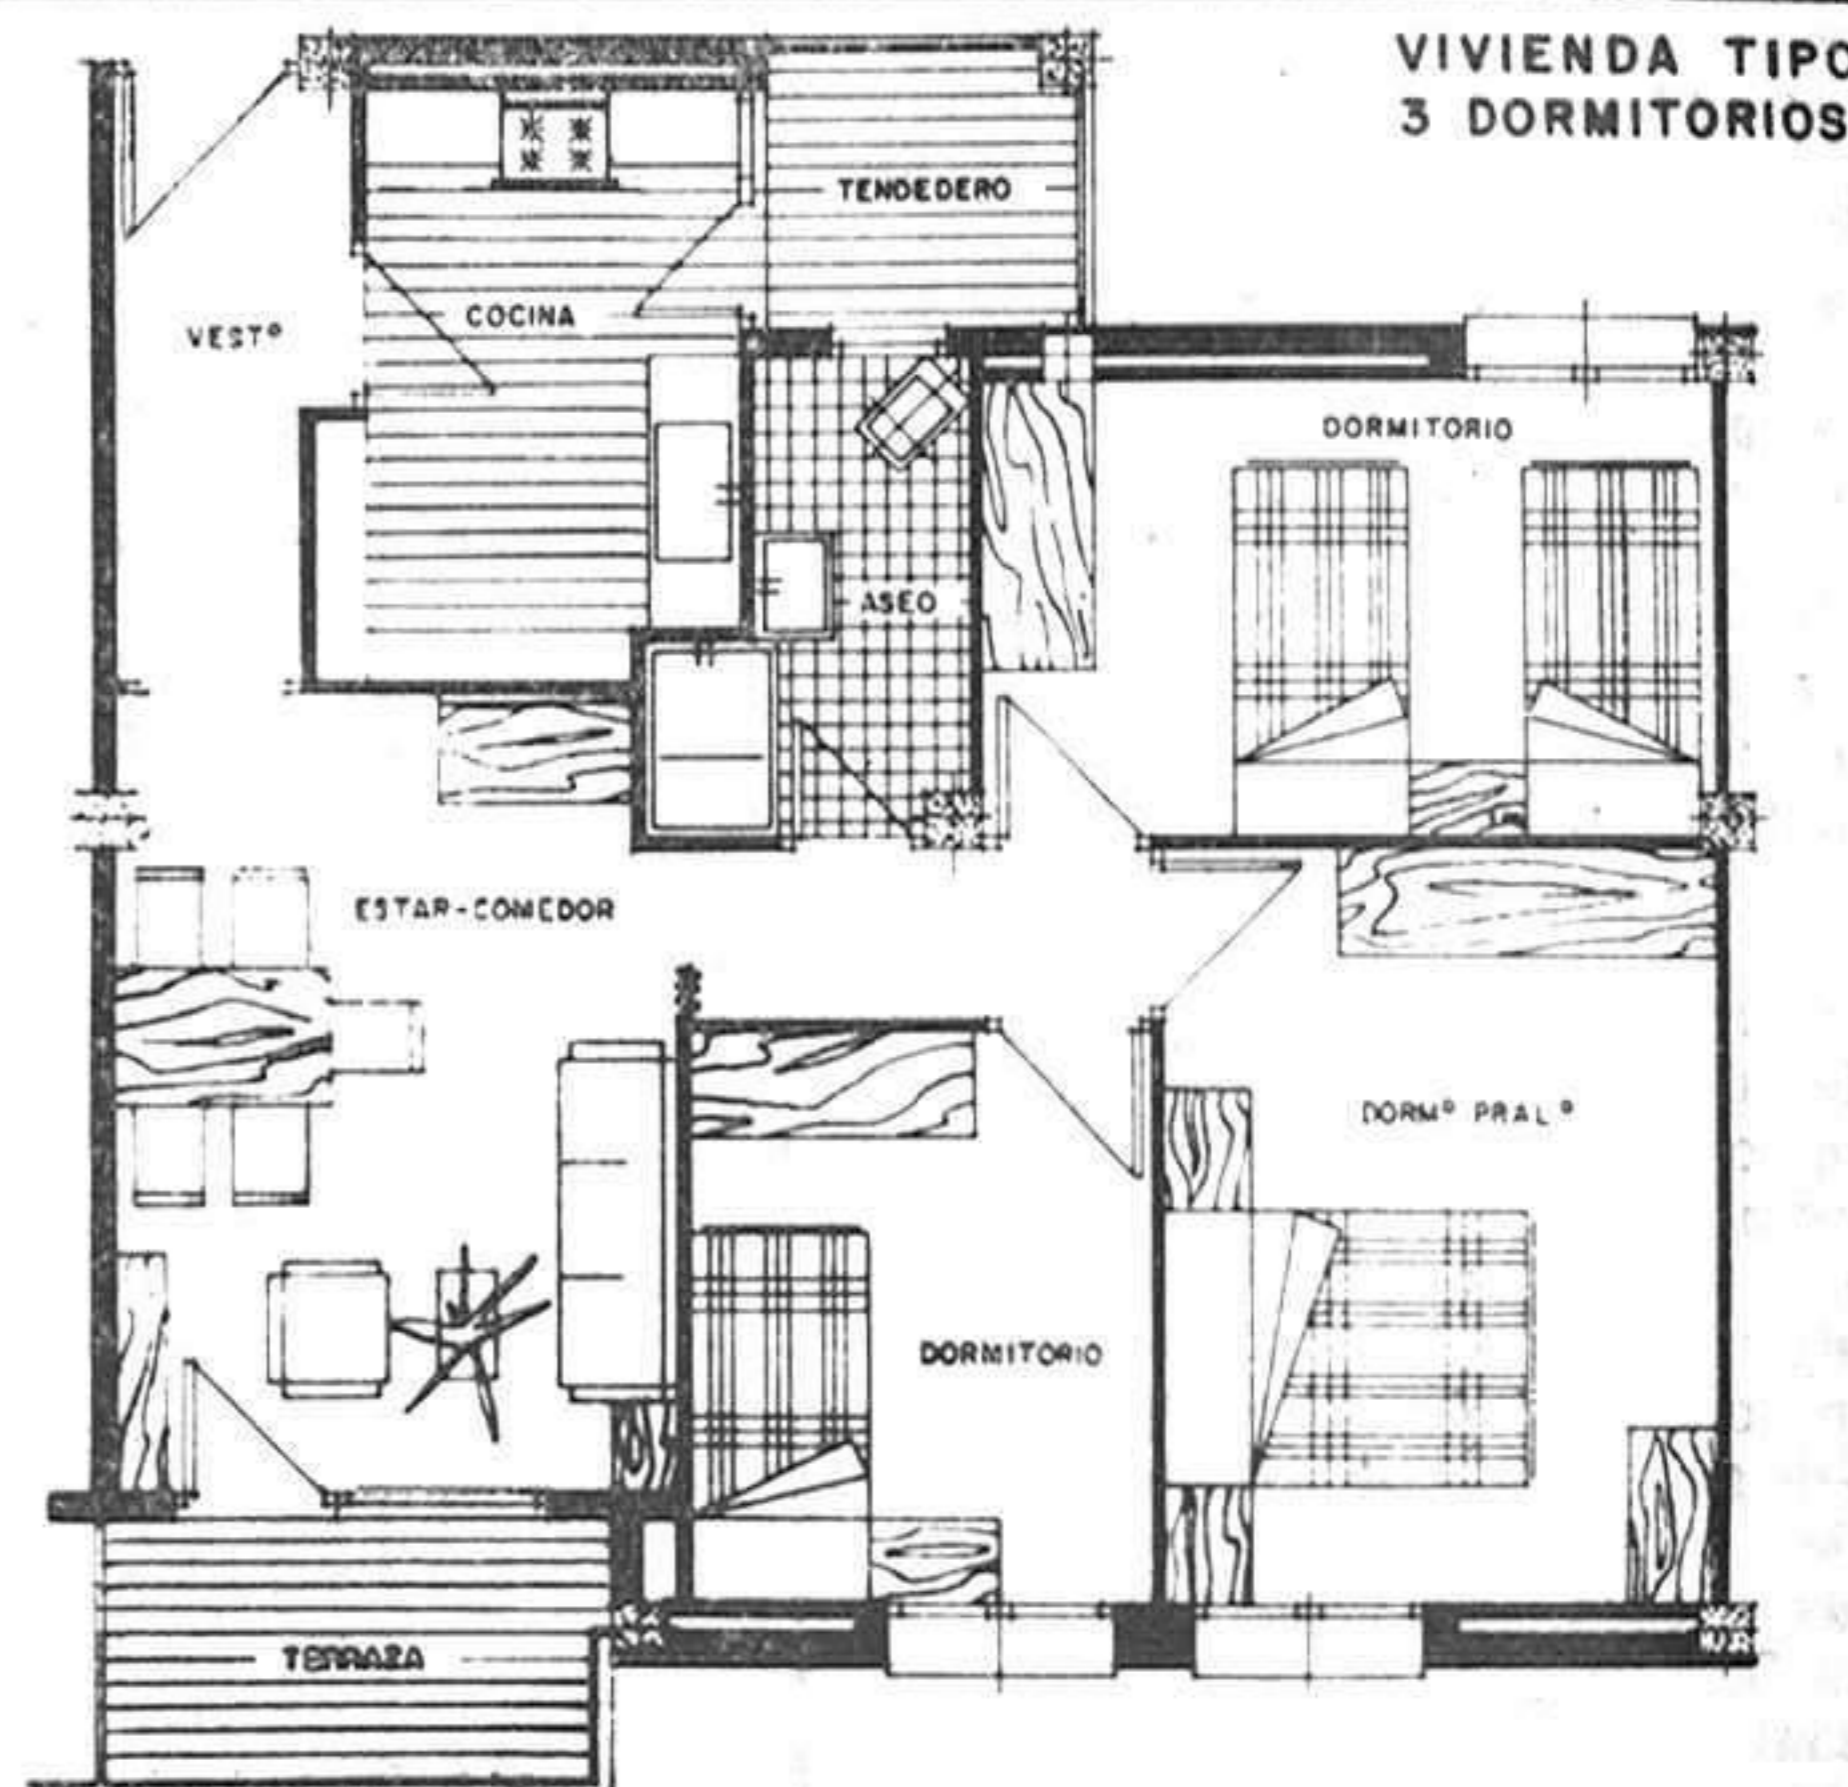 VIVIENDA TIPO
3 DORMITORIOS
TENDEDERO
COCINA
VESTº
DORMITORIO
ASEO
ESTAR-COMEDOR
DORMº PRALº
DORMITORIO
TERRAZA